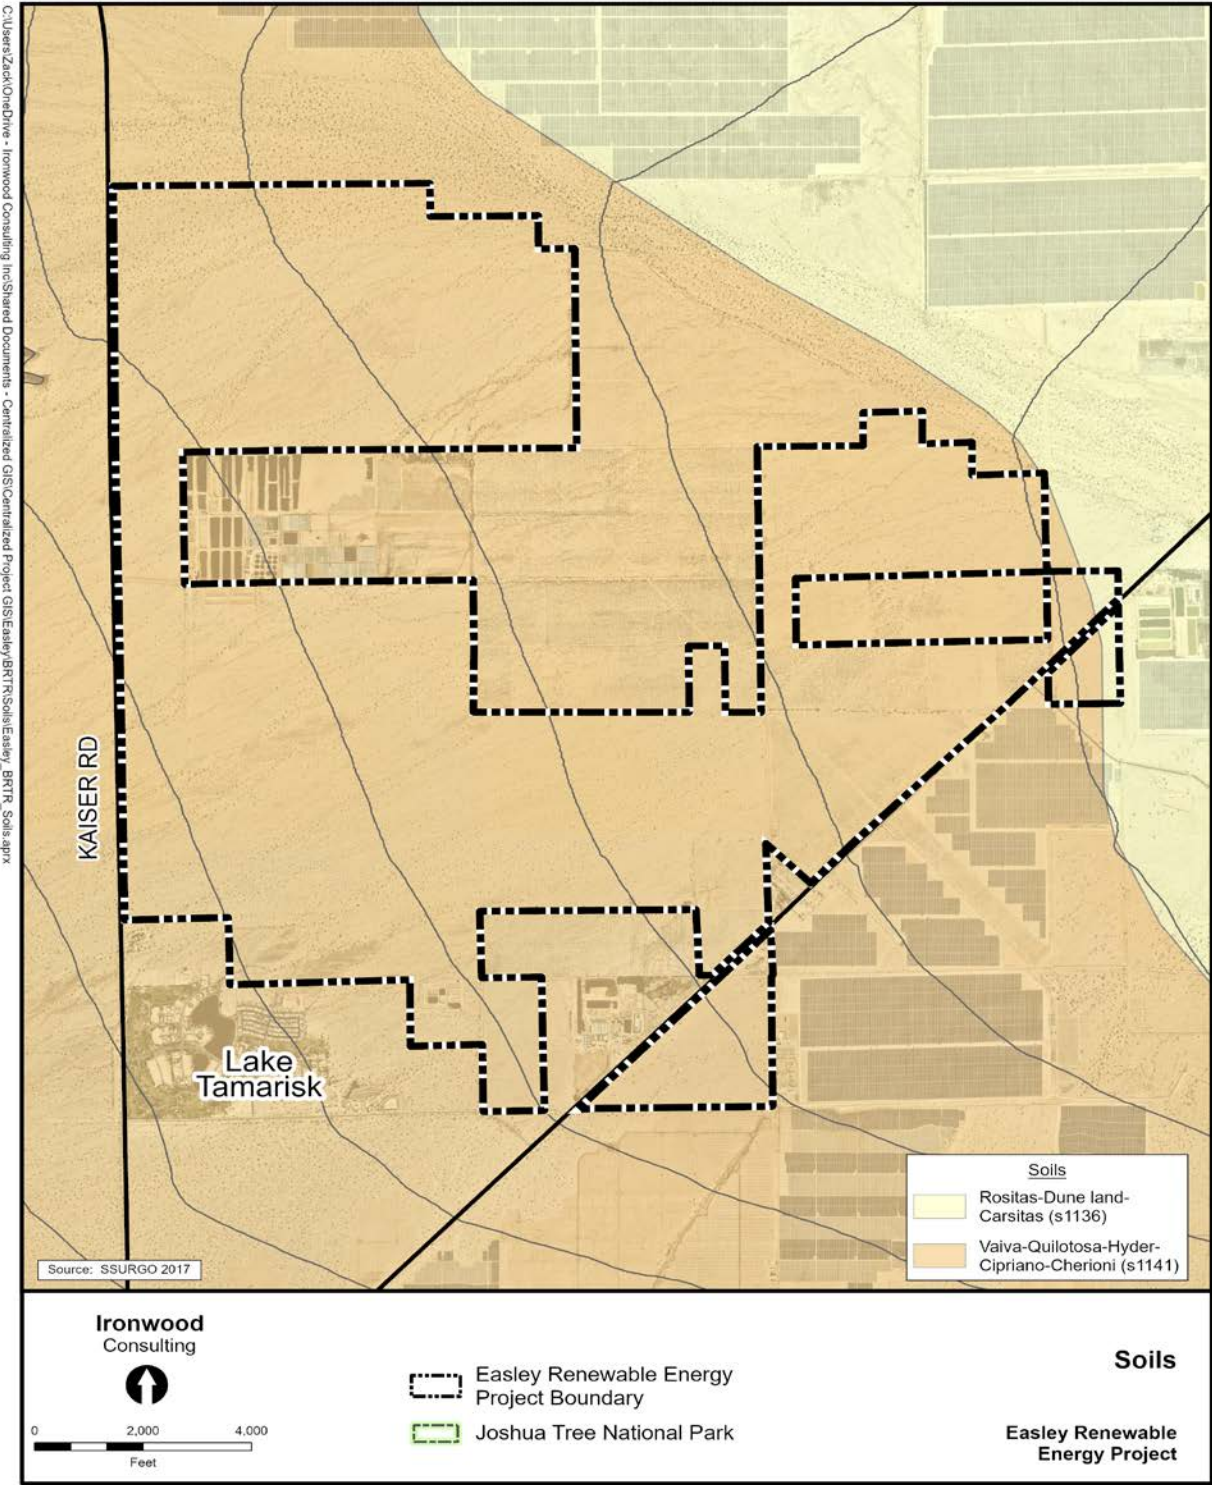 C:\Users\Zack\OneDrive - Ironwood Consulting Inc\Shared Documents - Centralized GIS\Centralized Project GIS\Easley\BRTR\Soils\Easley_BRTR_Soils.aprx
KAISER RD
Lake
Tamarisk
Soils
Rositas-Dune land-
Carsitas (s1136)
Vaiva-Quilotosa-Hyder-
Cipriano-Cherioni (s1141)
Source: SSURGO 2017
Ironwood
Consulting
0 2,000 4,000
Feet
Easley Renewable Energy
Project Boundary
Joshua Tree National Park
Soils
Easley Renewable
Energy Project